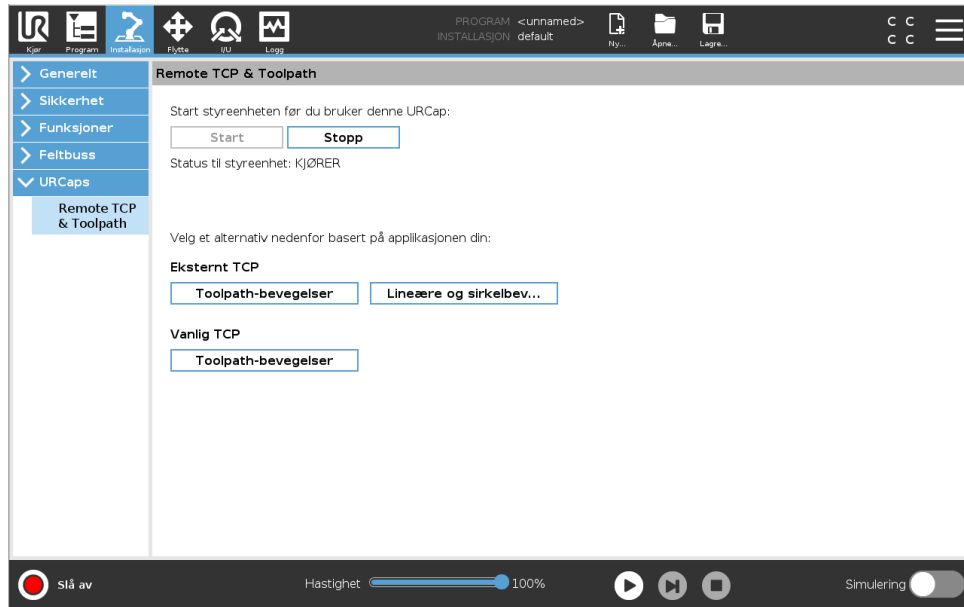 UR
PROGRAM <unnamed>
INSTALLASJON default
C C
C C
Kjør Program Installasjon Flytte I/U Logg Ny... Åpne... Lagre...
Generelt
Sikkerhet
Funksjoner
Feltbuss
URCaps
Remote TCP
& Toolpath
Remote TCP & Toolpath
Start styreenheten før du bruker denne URCap:
Start Stopp
Status til styreenhet: KJØRER
Velg et alternativ nedenfor basert på applikasjonen din:
Eksternt TCP
Toolpath-bevegelser Lineære og sirkelbev...
Vanlig TCP
Toolpath-bevegelser
Slå av Hastighet 100% Simulering